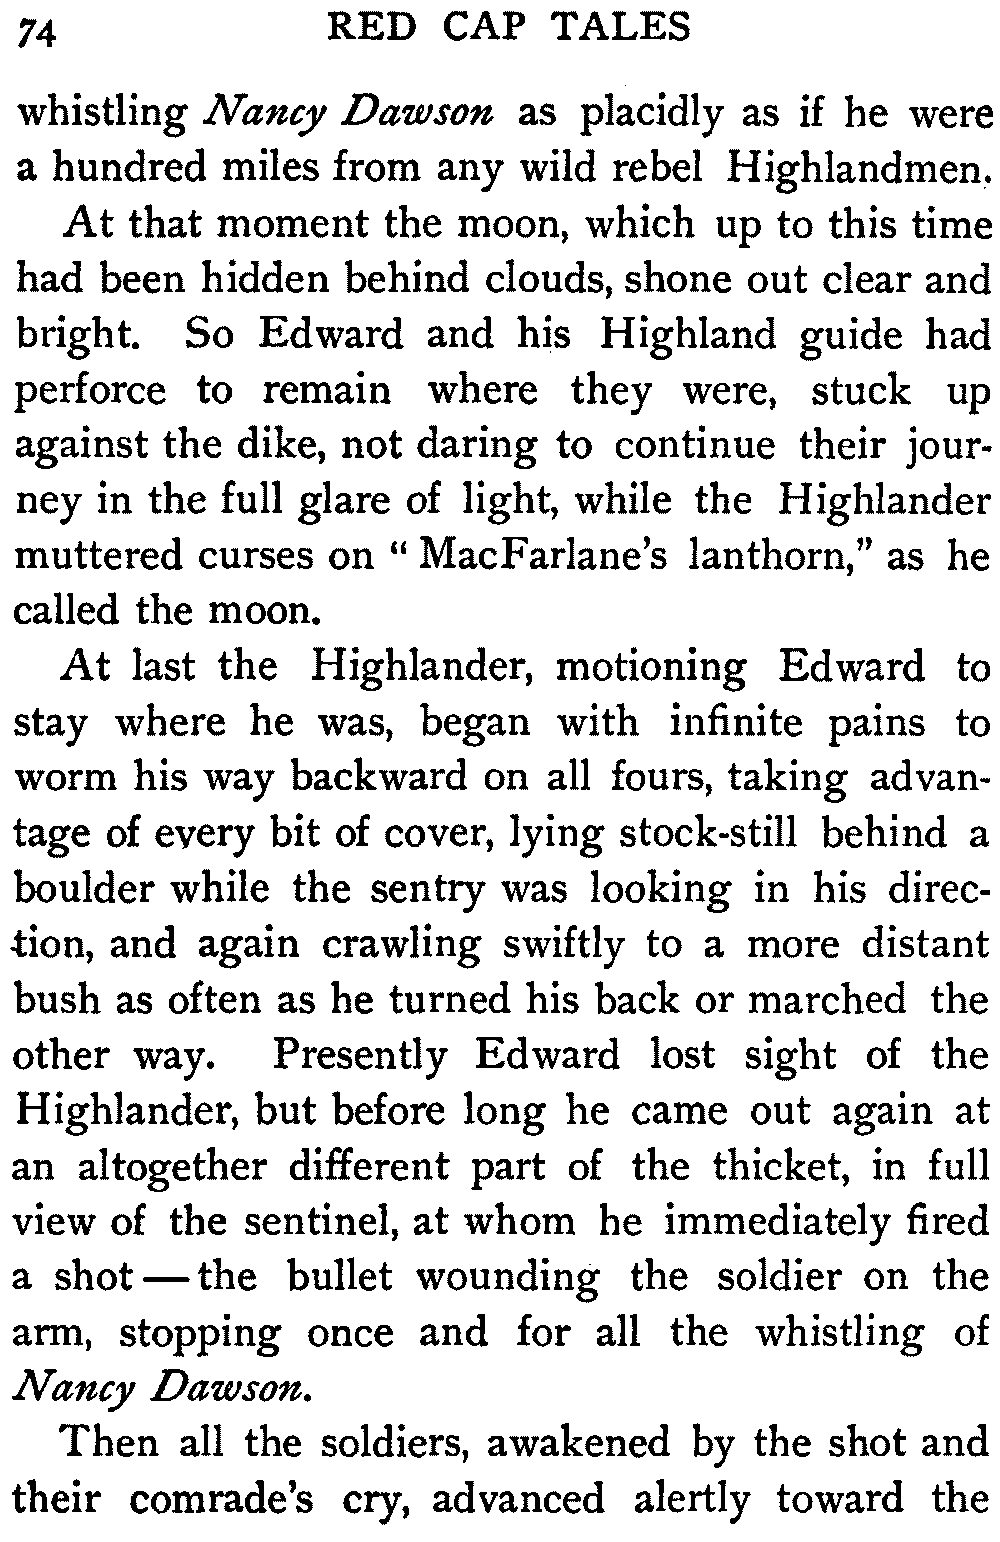 74 RED CAP TALES
whistling Nancy Dawson as placidly as if he were
a hundred miles from any wild rebel Highlandmen.
At that moment the moon, which up to this time
had been hidden behind clouds, shone out clear and
bright. So Edward and his Highland guide had
perforce to remain where they were, stuck up
against the dike, not daring to continue their jour-
ney in the full glare of light, while the Highlander
muttered curses on “ MacFarlane’s lanthorn,” as he
called the moon.
At last the Highlander, motioning Edward to
stay where he was, began with infinite pains to
worm his way backward on all fours, taking advan-
tage of every bit of cover, lying stock-still behind a
boulder while the sentry was looking in his direc-
tion, and again crawling swiftly to a more distant
bush as often as he turned his back or marched the
other way. Presently Edward lost sight of the
Highlander, but before long he came out again at
an altogether different part of the thicket, in full
view of the sentinel, at whom he immediately fired
a shot — the bullet wounding the soldier on the
arm, stopping once and for all the whistling of
Nancy Dawson.
Then all the soldiers, awakened by the shot and
their comrade’s cry, advanced alertly toward the